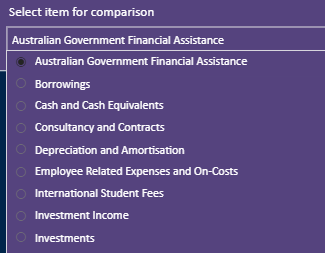 Select item for comparison
Australian Government Financial Assistance
Australian Government Financial Assistance
Borrowings
Cash and Cash Equivalents
Consultancy and Contracts
Depreciation and Amortisation
Employee Related Expenses and On-Costs
International Student Fees
Investment Income
Investments